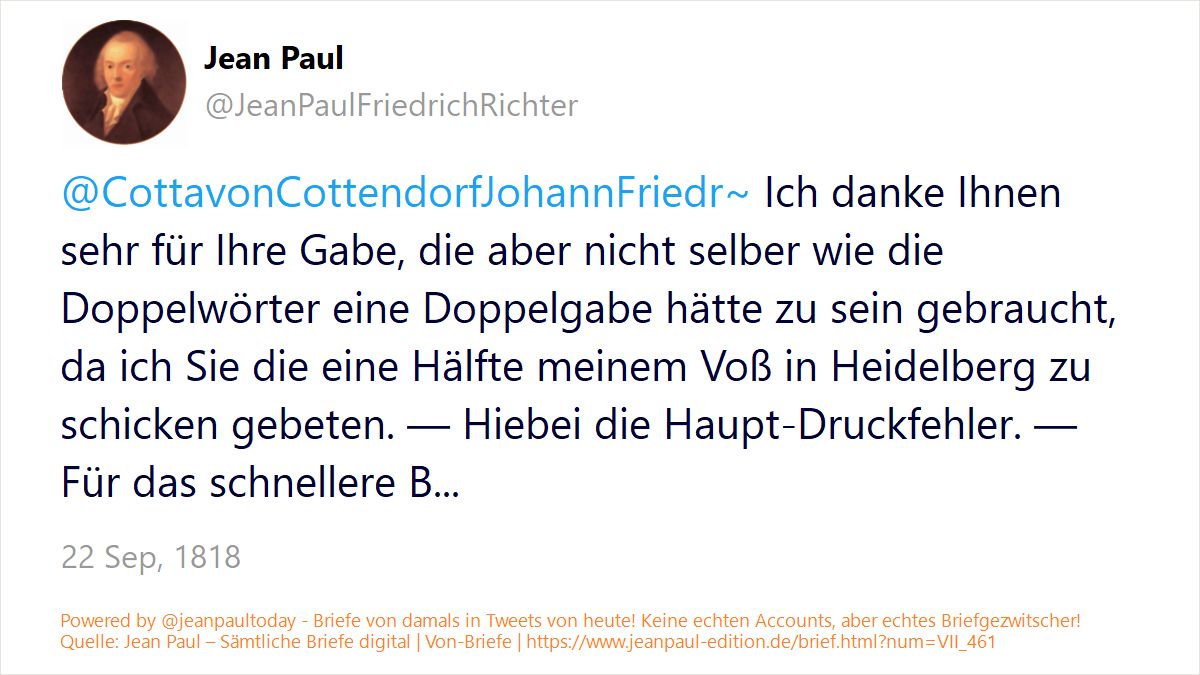 Jean Paul
@JeanPaulFriedrichRichter
@CottavonCottendorfJohannFriedr~ Ich danke Ihnen
sehr für Ihre Gabe, die aber nicht selber wie die
Doppelwörter eine Doppelgabe hätte zu sein gebraucht,
da ich Sie die eine Hälfte meinem Voß in Heidelberg zu
schicken gebeten. — Hiebei die Haupt-Druckfehler. —
Für das schnellere B...
22 Sep, 1818
Powered by @jeanpaultoday - Briefe von damals in Tweets von heute! Keine echten Accounts, aber echtes Briefgezwitscher!
Quelle: Jean Paul – Sämtliche Briefe digital | Von-Briefe | https://www.jeanpaul-edition.de/brief.html?num=VII_461